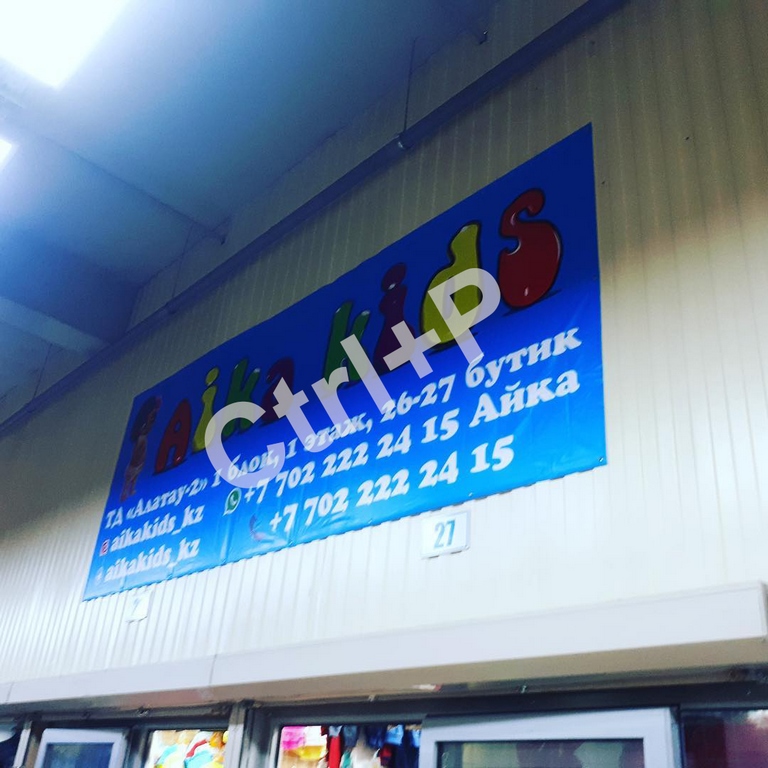 Aika kids
ТД «Алатау-2» 1 блок, 1 этаж, 26-27 бутик
aikakids_kz
+7 702 222 24 15 Айка
aikakids_kz
+7 702 222 24 15
27
Ctrl+P